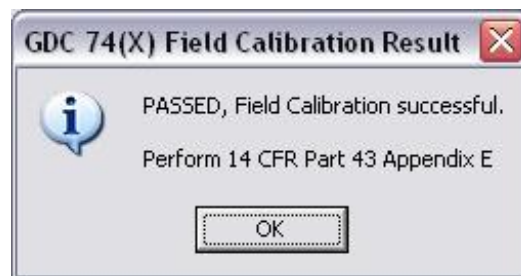 GDC 74(X) Field Calibration Result
PASSED, Field Calibration successful.
Perform 14 CFR Part 43 Appendix E
OK